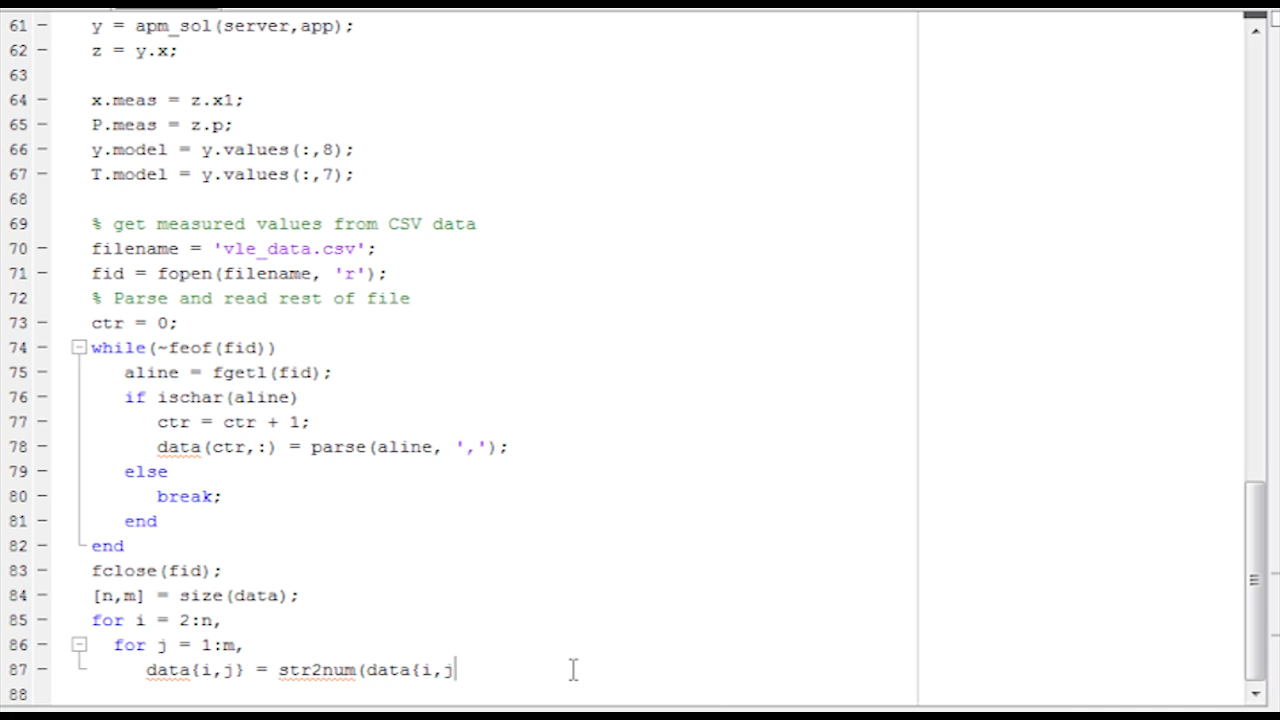 61 – y = apm_sol(server,app);
62 – z = y.x;
63
64 – x.meas = z.x1;
65 – P.meas = z.p;
66 – y.model = y.values(:,8);
67 – T.model = y.values(:,7);
68
69 % get measured values from CSV data
70 – filename = 'vle_data.csv';
71 – fid = fopen(filename, 'r');
72 % Parse and read rest of file
73 – ctr = 0;
74 – while(~feof(fid))
75 – aline = fgetl(fid);
76 – if ischar(aline)
77 – ctr = ctr + 1;
78 – data(ctr,:) = parse(aline, ',');
79 – else
80 – break;
81 – end
82 – end
83 – fclose(fid);
84 – [n,m] = size(data);
85 – for i = 2:n,
86 – for j = 1:m,
87 – data{i,j} = str2num(data{i,j
88